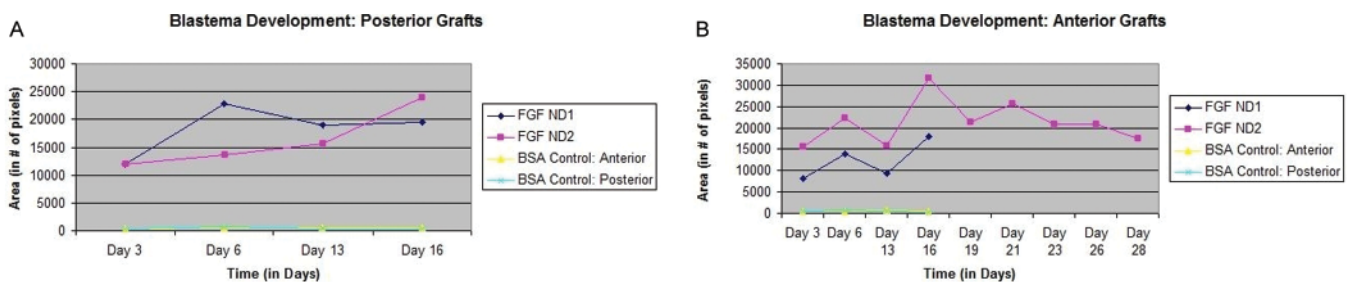 A
Blastema Development: Posterior Grafts
Area (in # of pixels)
30000
25000
20000
15000
10000
5000
0
Day 3 Day 6 Day 13 Day 16
Time (in Days)
FGF ND1
FGF ND2
BSA Control: Anterior
BSA Control: Posterior
B
Blastema Development: Anterior Grafts
Area (in # of pixels)
35000
30000
25000
20000
15000
10000
5000
0
Day 3 Day 6 Day Day Day Day Day Day Day
13 16 19 21 23 26 28
Time (in Days)
FGF ND1
FGF ND2
BSA Control: Anterior
BSA Control: Posterior